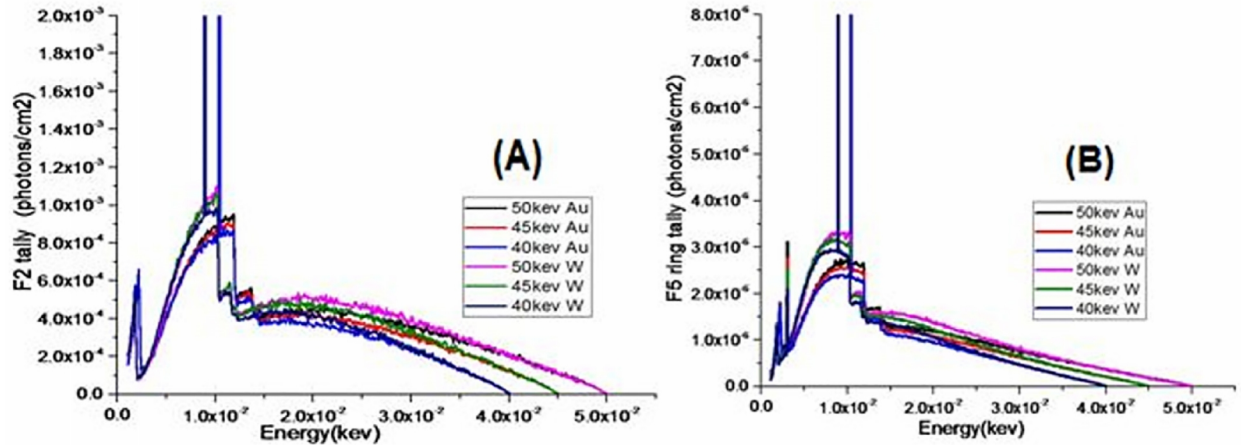 2.0x10⁻³
1.8x10⁻³
1.6x10⁻³
1.4x10⁻³
1.2x10⁻³
1.0x10⁻³
8.0x10⁻⁴
6.0x10⁻⁴
4.0x10⁻⁴
2.0x10⁻⁴
0.0
F2 tally (photons/cm2)
(A)
50kev Au
45kev Au
40kev Au
50kev W
45kev W
40kev W
0.0 1.0x10⁻² 2.0x10⁻² 3.0x10⁻² 4.0x10⁻² 5.0x10⁻²
Energy(kev)
8.0x10⁻⁶
7.0x10⁻⁶
6.0x10⁻⁶
5.0x10⁻⁶
4.0x10⁻⁶
3.0x10⁻⁶
2.0x10⁻⁶
1.0x10⁻⁶
0.0
F5 ring tally (photons/cm2)
(B)
50kev Au
45kev Au
40kev Au
50kev W
45kev W
40kev W
0.0 1.0x10⁻² 2.0x10⁻² 3.0x10⁻² 4.0x10⁻² 5.0x10⁻²
Energy(kev)